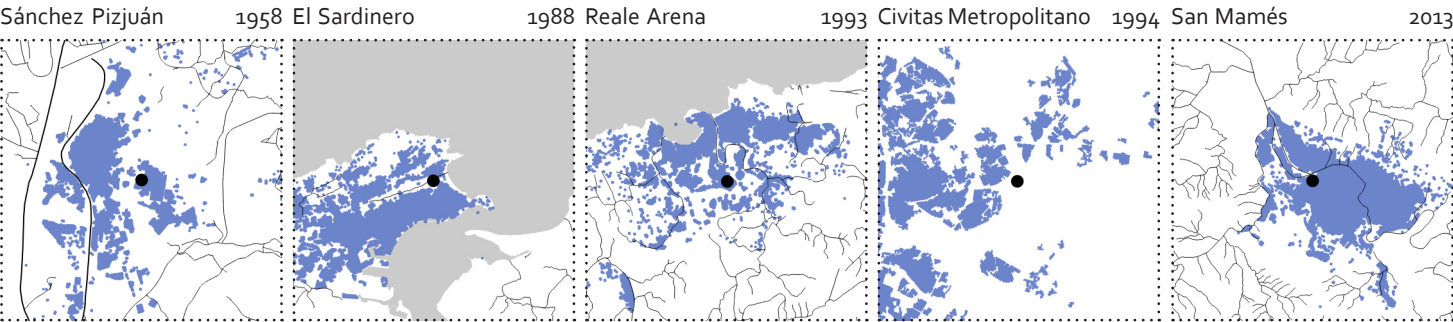 Sánchez Pizjuán 1958 El Sardinero 1988 Reale Arena 1993 Civitas Metropolitano 1994 San Mamés 2013